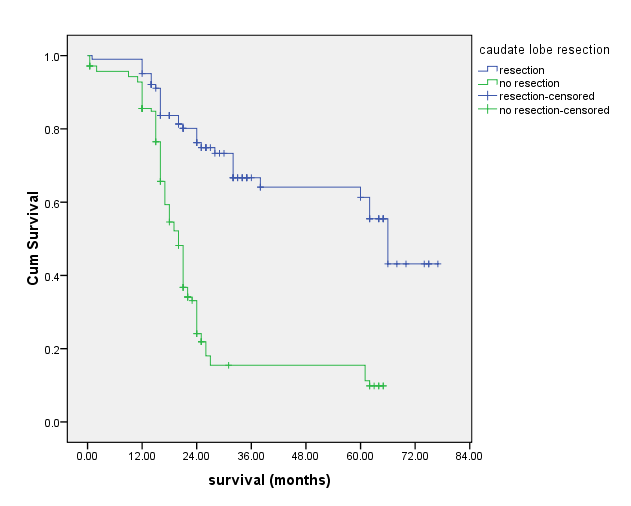 caudate lobe resection
resection
no resection
resection-censored
no resection-censored
1.0
0.8
0.6
0.4
0.2
0.0
Cum Survival
0.00 12.00 24.00 36.00 48.00 60.00 72.00 84.00
survival (months)